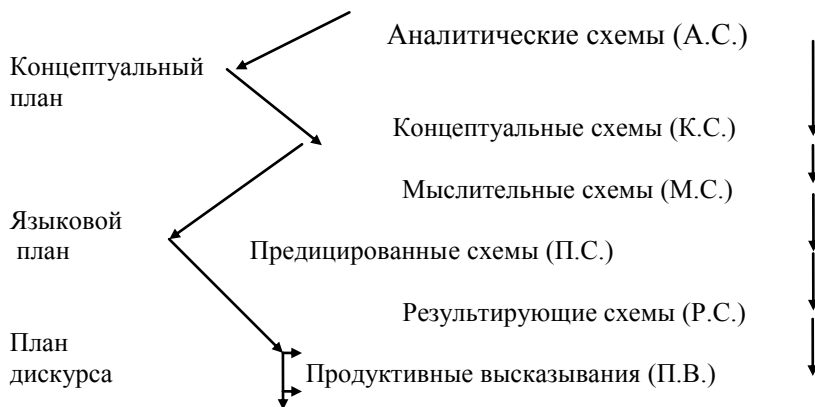 Аналитические схемы (А.С.)
Концептуальный
план
Концептуальные схемы (К.С.)
Мыслительные схемы (М.С.)
Языковой
план
Предицированные схемы (П.С.)
Результирующие схемы (Р.С.)
План
дискурса
Продуктивные высказывания (П.В.)